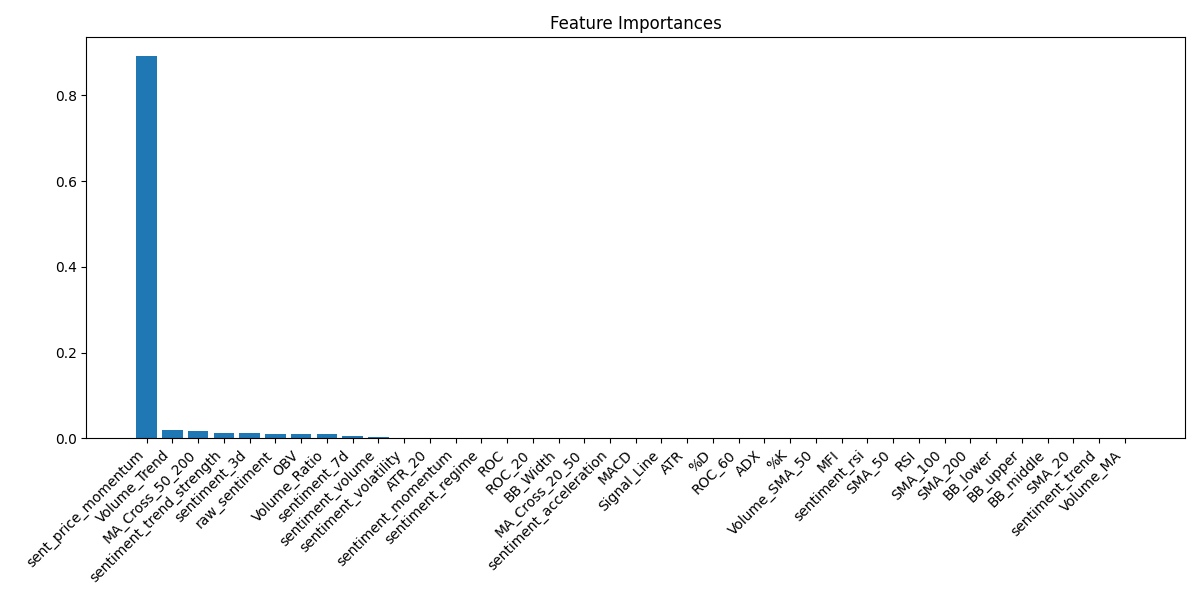 Feature Importances
0.8
0.6
0.4
0.2
0.0
sent_price_momentum
Volume_Trend
MA_Cross_50_200
sentiment_trend_strength
sentiment_3d
raw_sentiment
OBV
Volume_Ratio
sentiment_7d
sentiment_volume
sentiment_volatility
ATR_20
sentiment_momentum
sentiment_regime
ROC
ROC_20
BB_Width
MA_Cross_20_50
sentiment_acceleration
MACD
Signal_Line
ATR
%D
ROC_60
ADX
%K
Volume_SMA_50
MFI
sentiment_rsi
SMA_50
RSI
SMA_100
SMA_200
BB_lower
BB_upper
BB_middle
SMA_20
sentiment_trend
Volume_MA